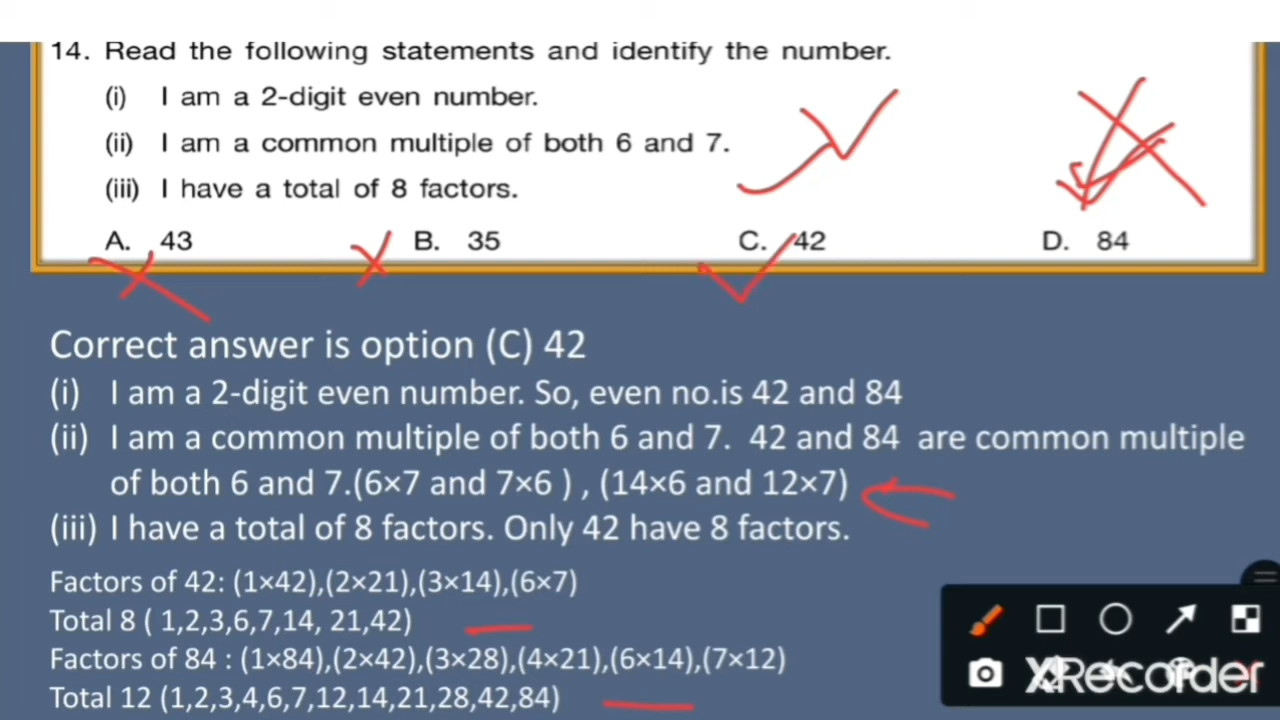 14. Read the following statements and identify the number.
(i) I am a 2-digit even number.
(ii) I am a common multiple of both 6 and 7.
(iii) I have a total of 8 factors.
A. 43 B. 35 C. 42 D. 84
Correct answer is option (C) 42
(i) I am a 2-digit even number. So, even no.is 42 and 84
(ii) I am a common multiple of both 6 and 7. 42 and 84 are common multiple
of both 6 and 7.(6×7 and 7×6 ) , (14×6 and 12×7)
(iii) I have a total of 8 factors. Only 42 have 8 factors.
Factors of 42: (1×42),(2×21),(3×14),(6×7)
Total 8 ( 1,2,3,6,7,14, 21,42)
Factors of 84 : (1×84),(2×42),(3×28),(4×21),(6×14),(7×12)
Total 12 (1,2,3,4,6,7,12,14,21,28,42,84)
XRecorder